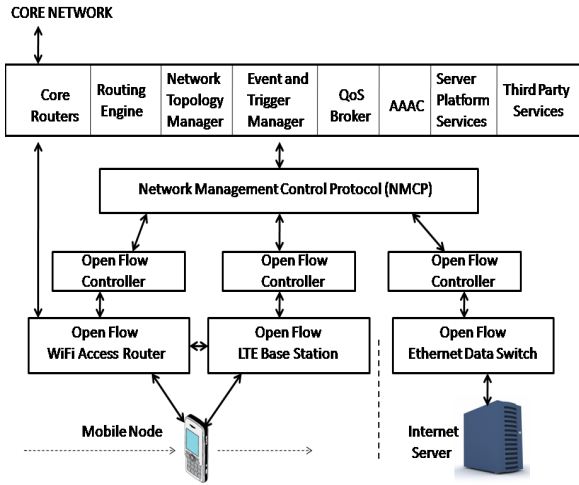 CORE NETWORK
Core
Routers
Routing
Engine
Network
Topology
Manager
Event and
Trigger
Manager
QoS
Broker
AAAC
Server
Platform
Services
Third Party
Services
Network Management Control Protocol (NMCP)
Open Flow
Controller
Open Flow
Controller
Open Flow
Controller
Open Flow
WiFi Access Router
Open Flow
LTE Base Station
Open Flow
Ethernet Data Switch
Mobile Node
Internet
Server